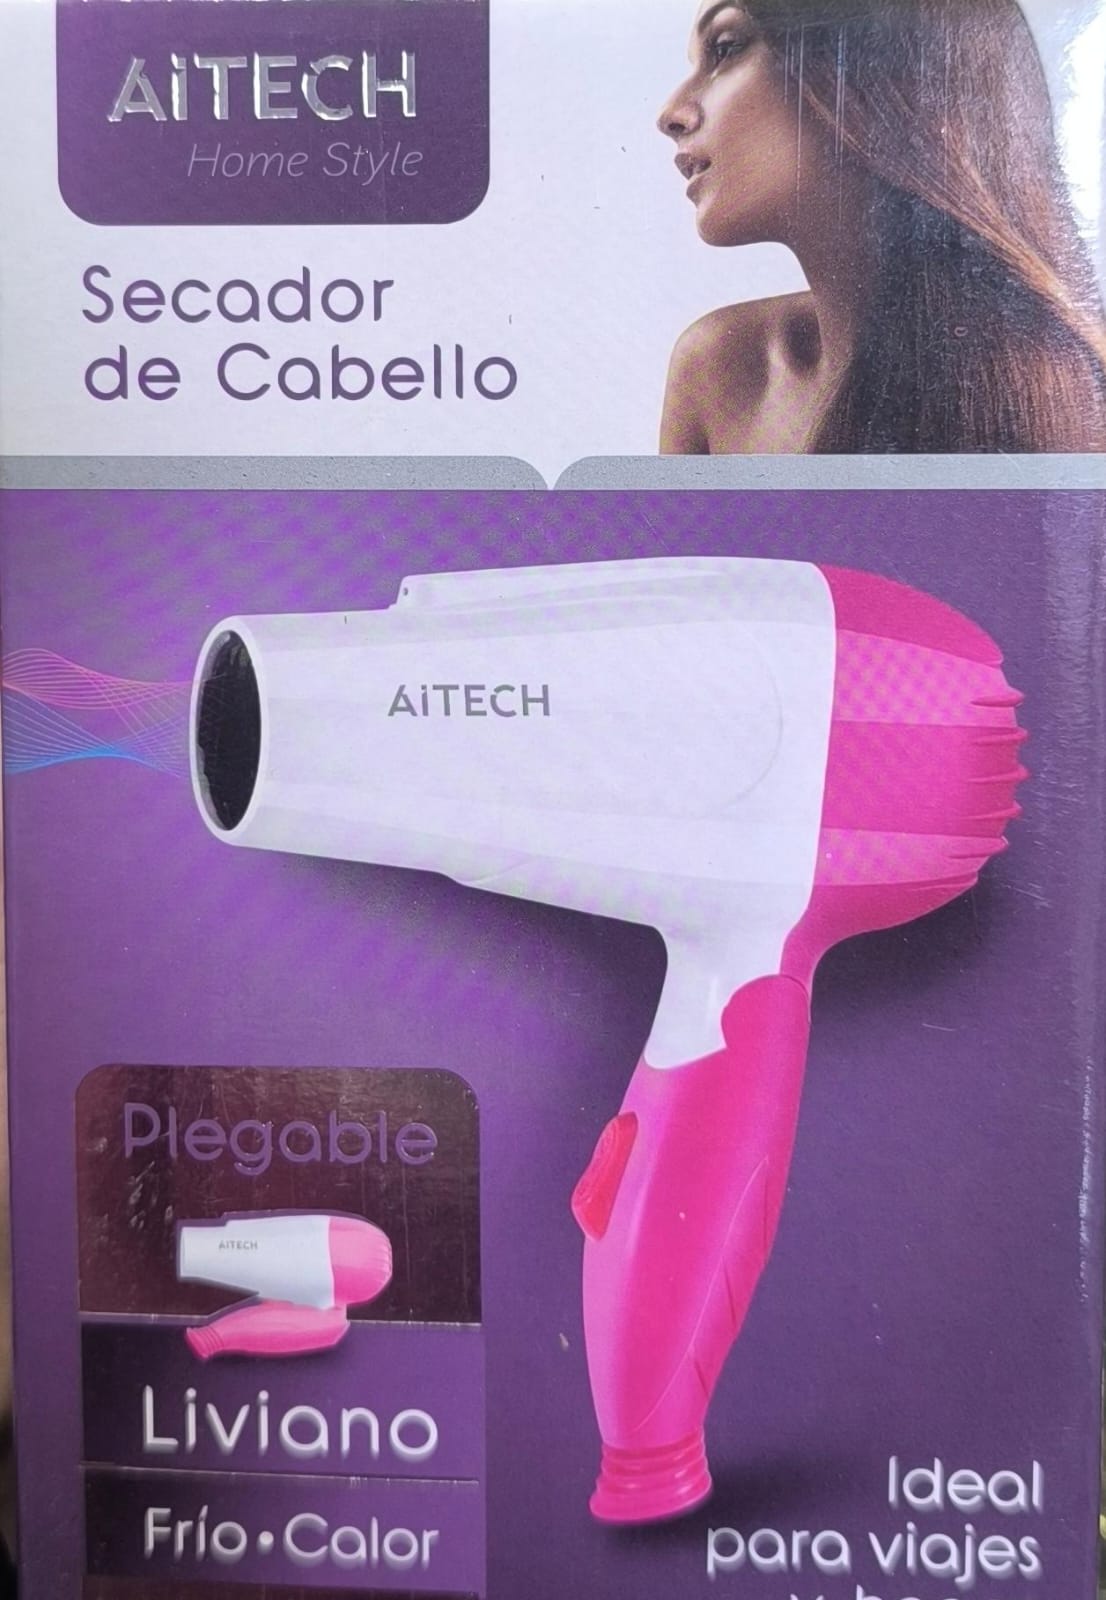 AiTECH
Home Style
Secador
de Cabello
AiTECH
Plegable
AiTECH
Liviano
Frío•Calor
Ideal
para viajes